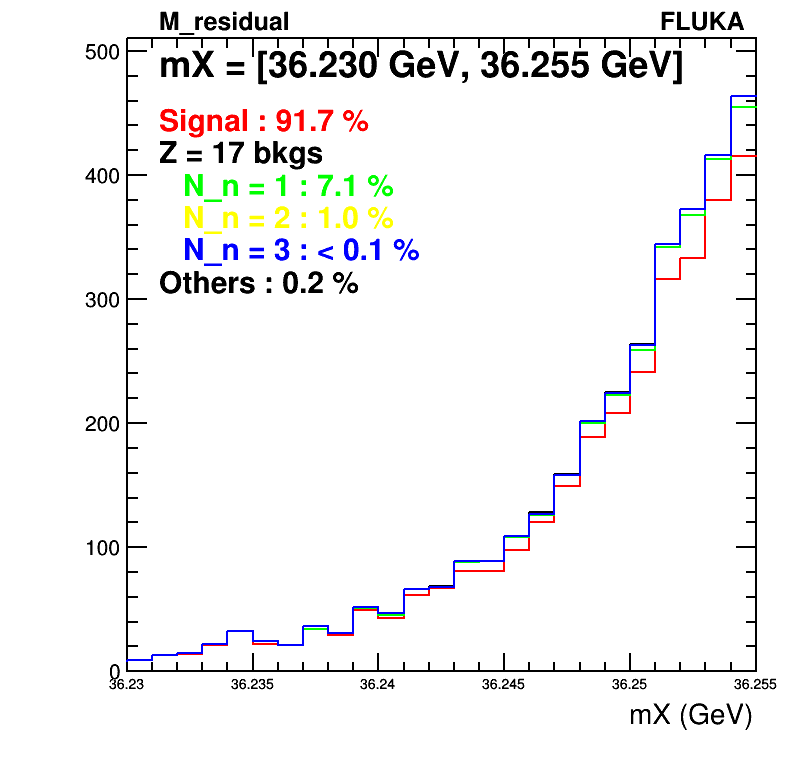 M_residual FLUKA
mX = [36.230 GeV, 36.255 GeV]
Signal : 91.7 %
Z = 17 bkgs
N_n = 1 : 7.1 %
N_n = 2 : 1.0 %
N_n = 3 : < 0.1 %
Others : 0.2 %
500
400
300
200
100
0
36.23 36.235 36.24 36.245 36.25 36.255
mX (GeV)